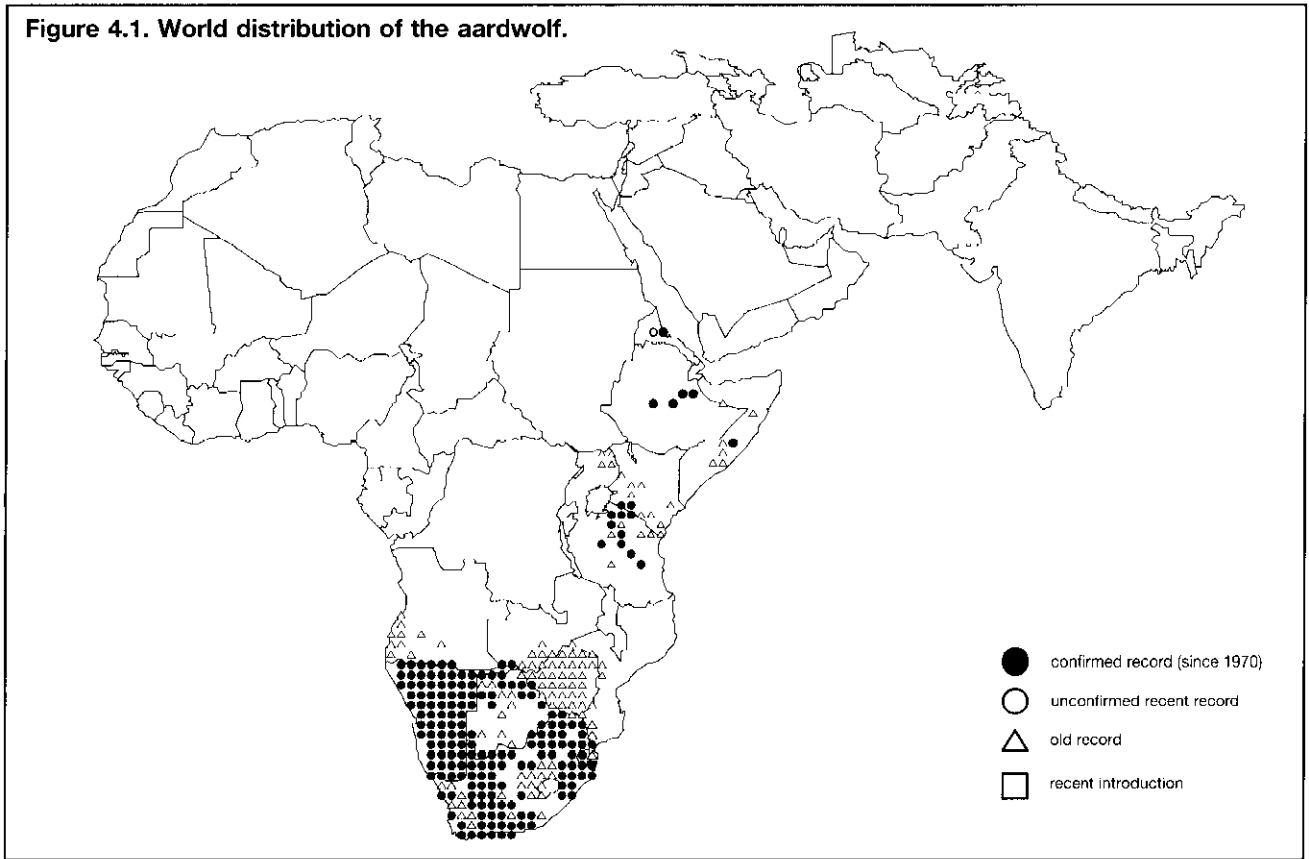 Figure 4.1. World distribution of the aardwolf.
confirmed record (since 1970)
unconfirmed recent record
old record
recent introduction